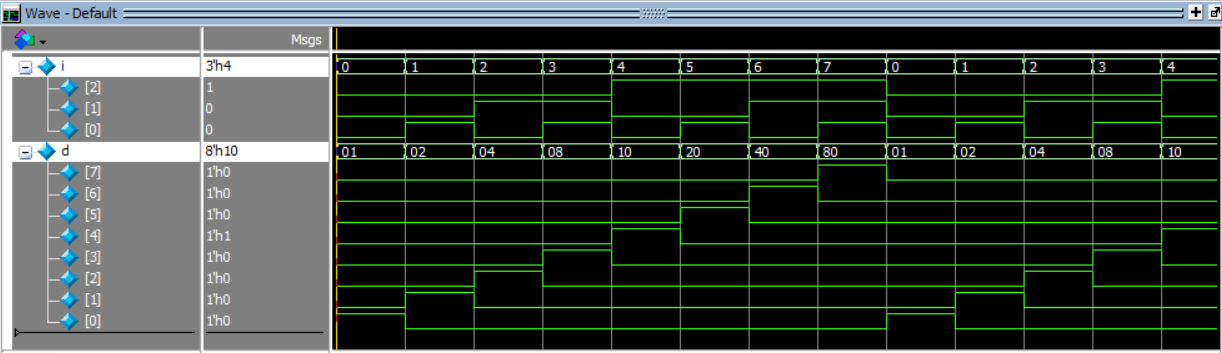 Wave - Default
Msgs
i 3'h4 0 1 2 3 4 5 6 7 0 1 2 3 4
[2] 1
[1] 0
[0] 0
d 8'h10 01 02 04 08 10 20 40 80 01 02 04 08 10
[7] 1'h0
[6] 1'h0
[5] 1'h0
[4] 1'h1
[3] 1'h0
[2] 1'h0
[1] 1'h0
[0] 1'h0